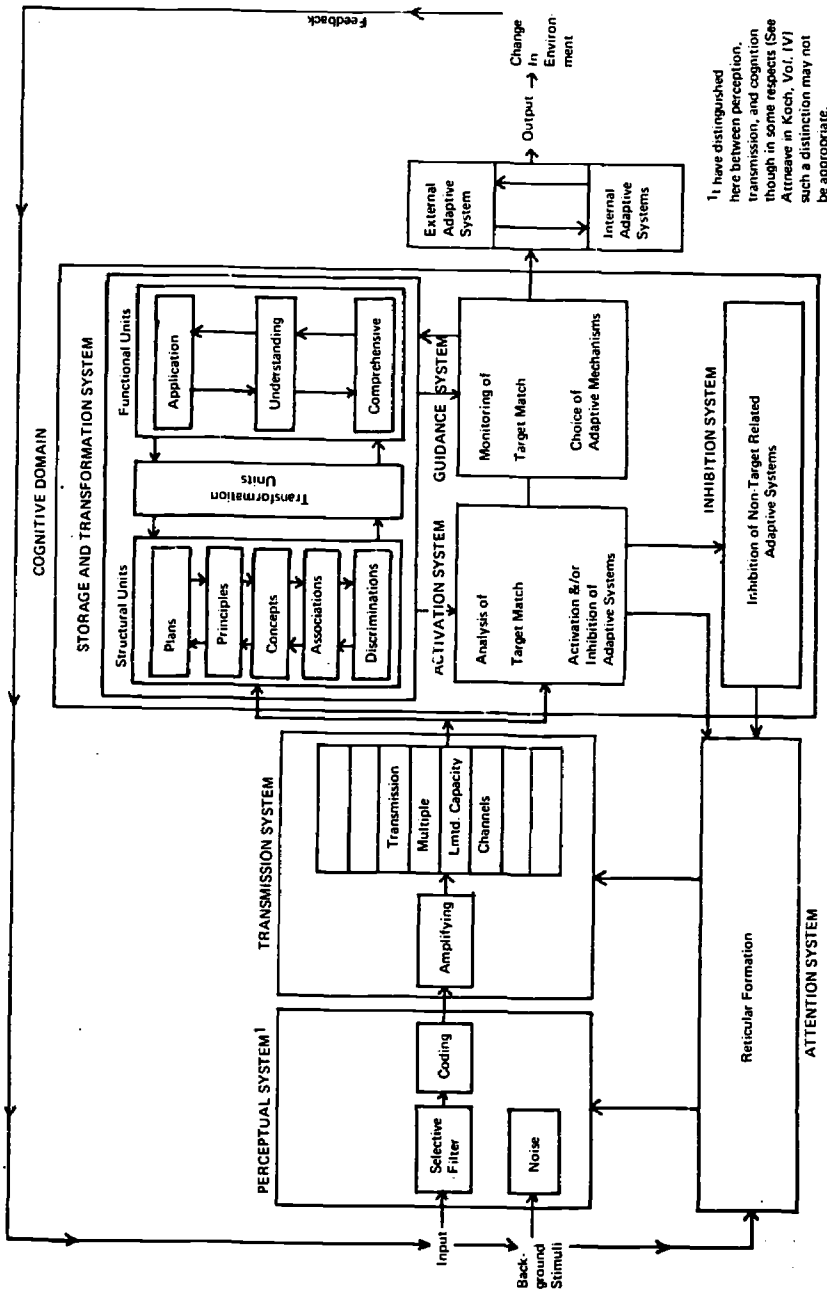 Feedback
COGNITIVE DOMAIN
STORAGE AND TRANSFORMATION SYSTEM
Structural Units
Plans
Principles
Concepts
Associations
Discriminations
Transformation
Units
Functional Units
Application
Understanding
Comprehensive
ACTIVATION SYSTEM
Analysis of
Target Match
Activation &/or
Inhibition of
Adaptive Systems
GUIDANCE SYSTEM
Monitoring of
Target Match
Choice of
Adaptive Mechanisms
INHIBITION SYSTEM
Inhibition of Non-Target Related
Adaptive Systems
External
Adaptive
System
Internal
Adaptive Systems
Output
Change
In
Environ-
ment
TRANSMISSION SYSTEM
Amplifying
Transmission
Multiple
Lmtd. Capacity
Channels
PERCEPTUAL SYSTEM¹
Selective
Filter
Coding
Noise
Input
Back-
ground
Stimuli
Reticular Formation
ATTENTION SYSTEM
¹I have distinguished
here between perception,
transmission, and cognition
though in some respects (See
Attneave in Koch, Vol. IV)
such a distinction may not
be appropriate.